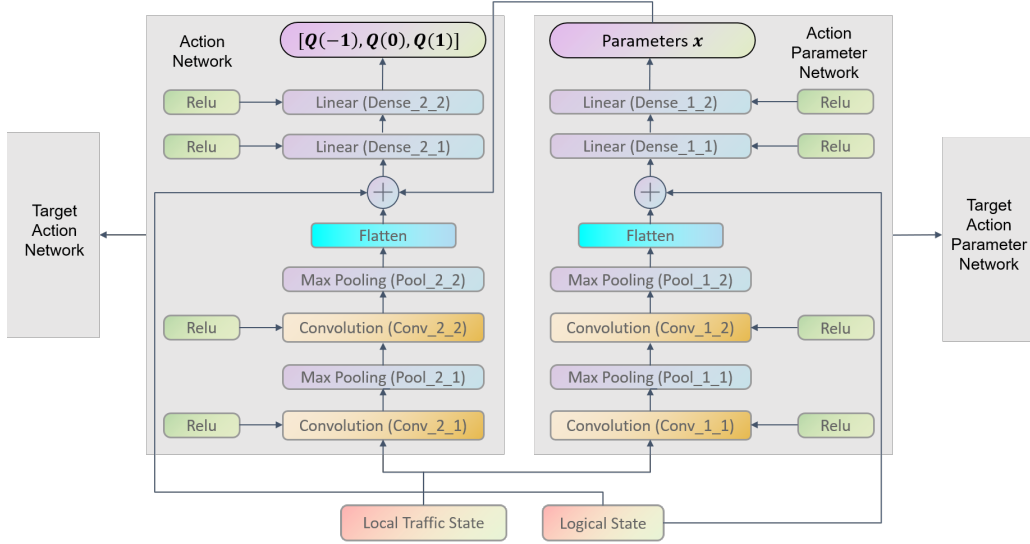 Action
Network
[Q(−1), Q(0), Q(1)]
Relu
Linear (Dense_2_2)
Relu
Linear (Dense_2_1)
Flatten
Max Pooling (Pool_2_2)
Relu
Convolution (Conv_2_2)
Max Pooling (Pool_2_1)
Relu
Convolution (Conv_2_1)
Target
Action
Network
Parameters x
Action
Parameter
Network
Linear (Dense_1_2)
Relu
Linear (Dense_1_1)
Relu
Flatten
Max Pooling (Pool_1_2)
Convolution (Conv_1_2)
Relu
Max Pooling (Pool_1_1)
Convolution (Conv_1_1)
Relu
Target
Action
Parameter
Network
Local Traffic State
Logical State